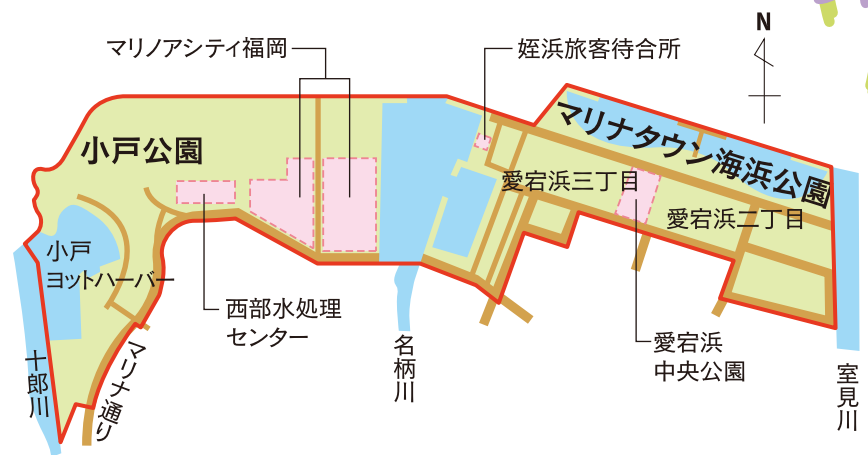 N
マリノアシティ福岡
姪浜旅客待合所
小戸公園
マリナタウン海浜公園
愛宕浜三丁目
愛宕浜二丁目
小戸
ヨットハーバー
西部水処理
センター
名柄川
愛宕浜
中央公園
十郎川
マリナ通り
室見川